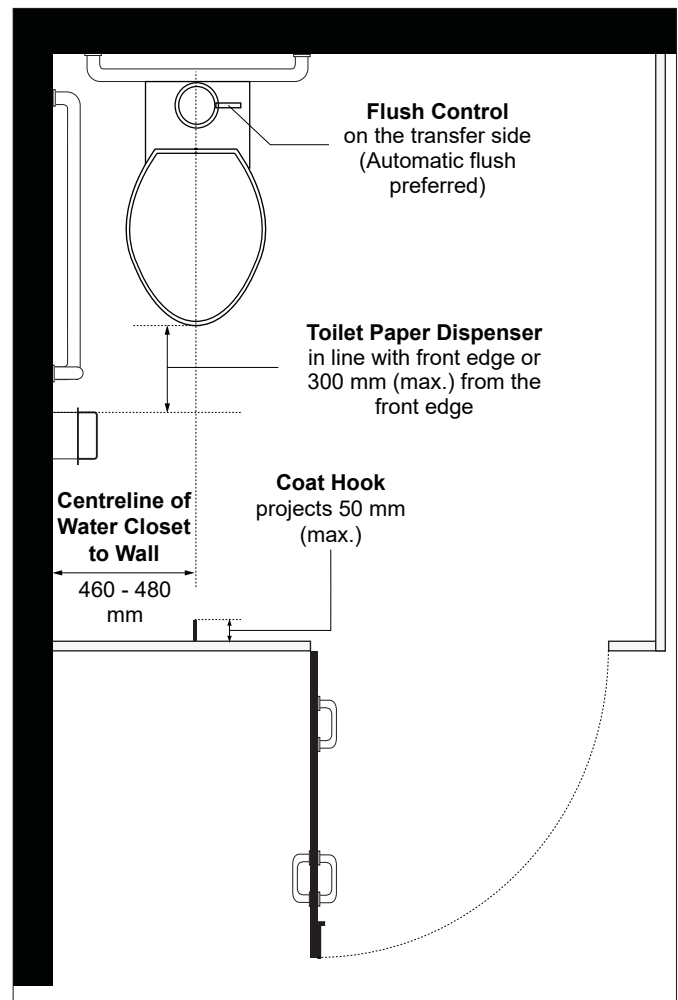 Flush Control
on the transfer side
(Automatic flush
preferred)
Toilet Paper Dispenser
in line with front edge or
300 mm (max.) from the
front edge
Coat Hook
projects 50 mm
(max.)
Centreline of
Water Closet
to Wall
460 - 480
mm